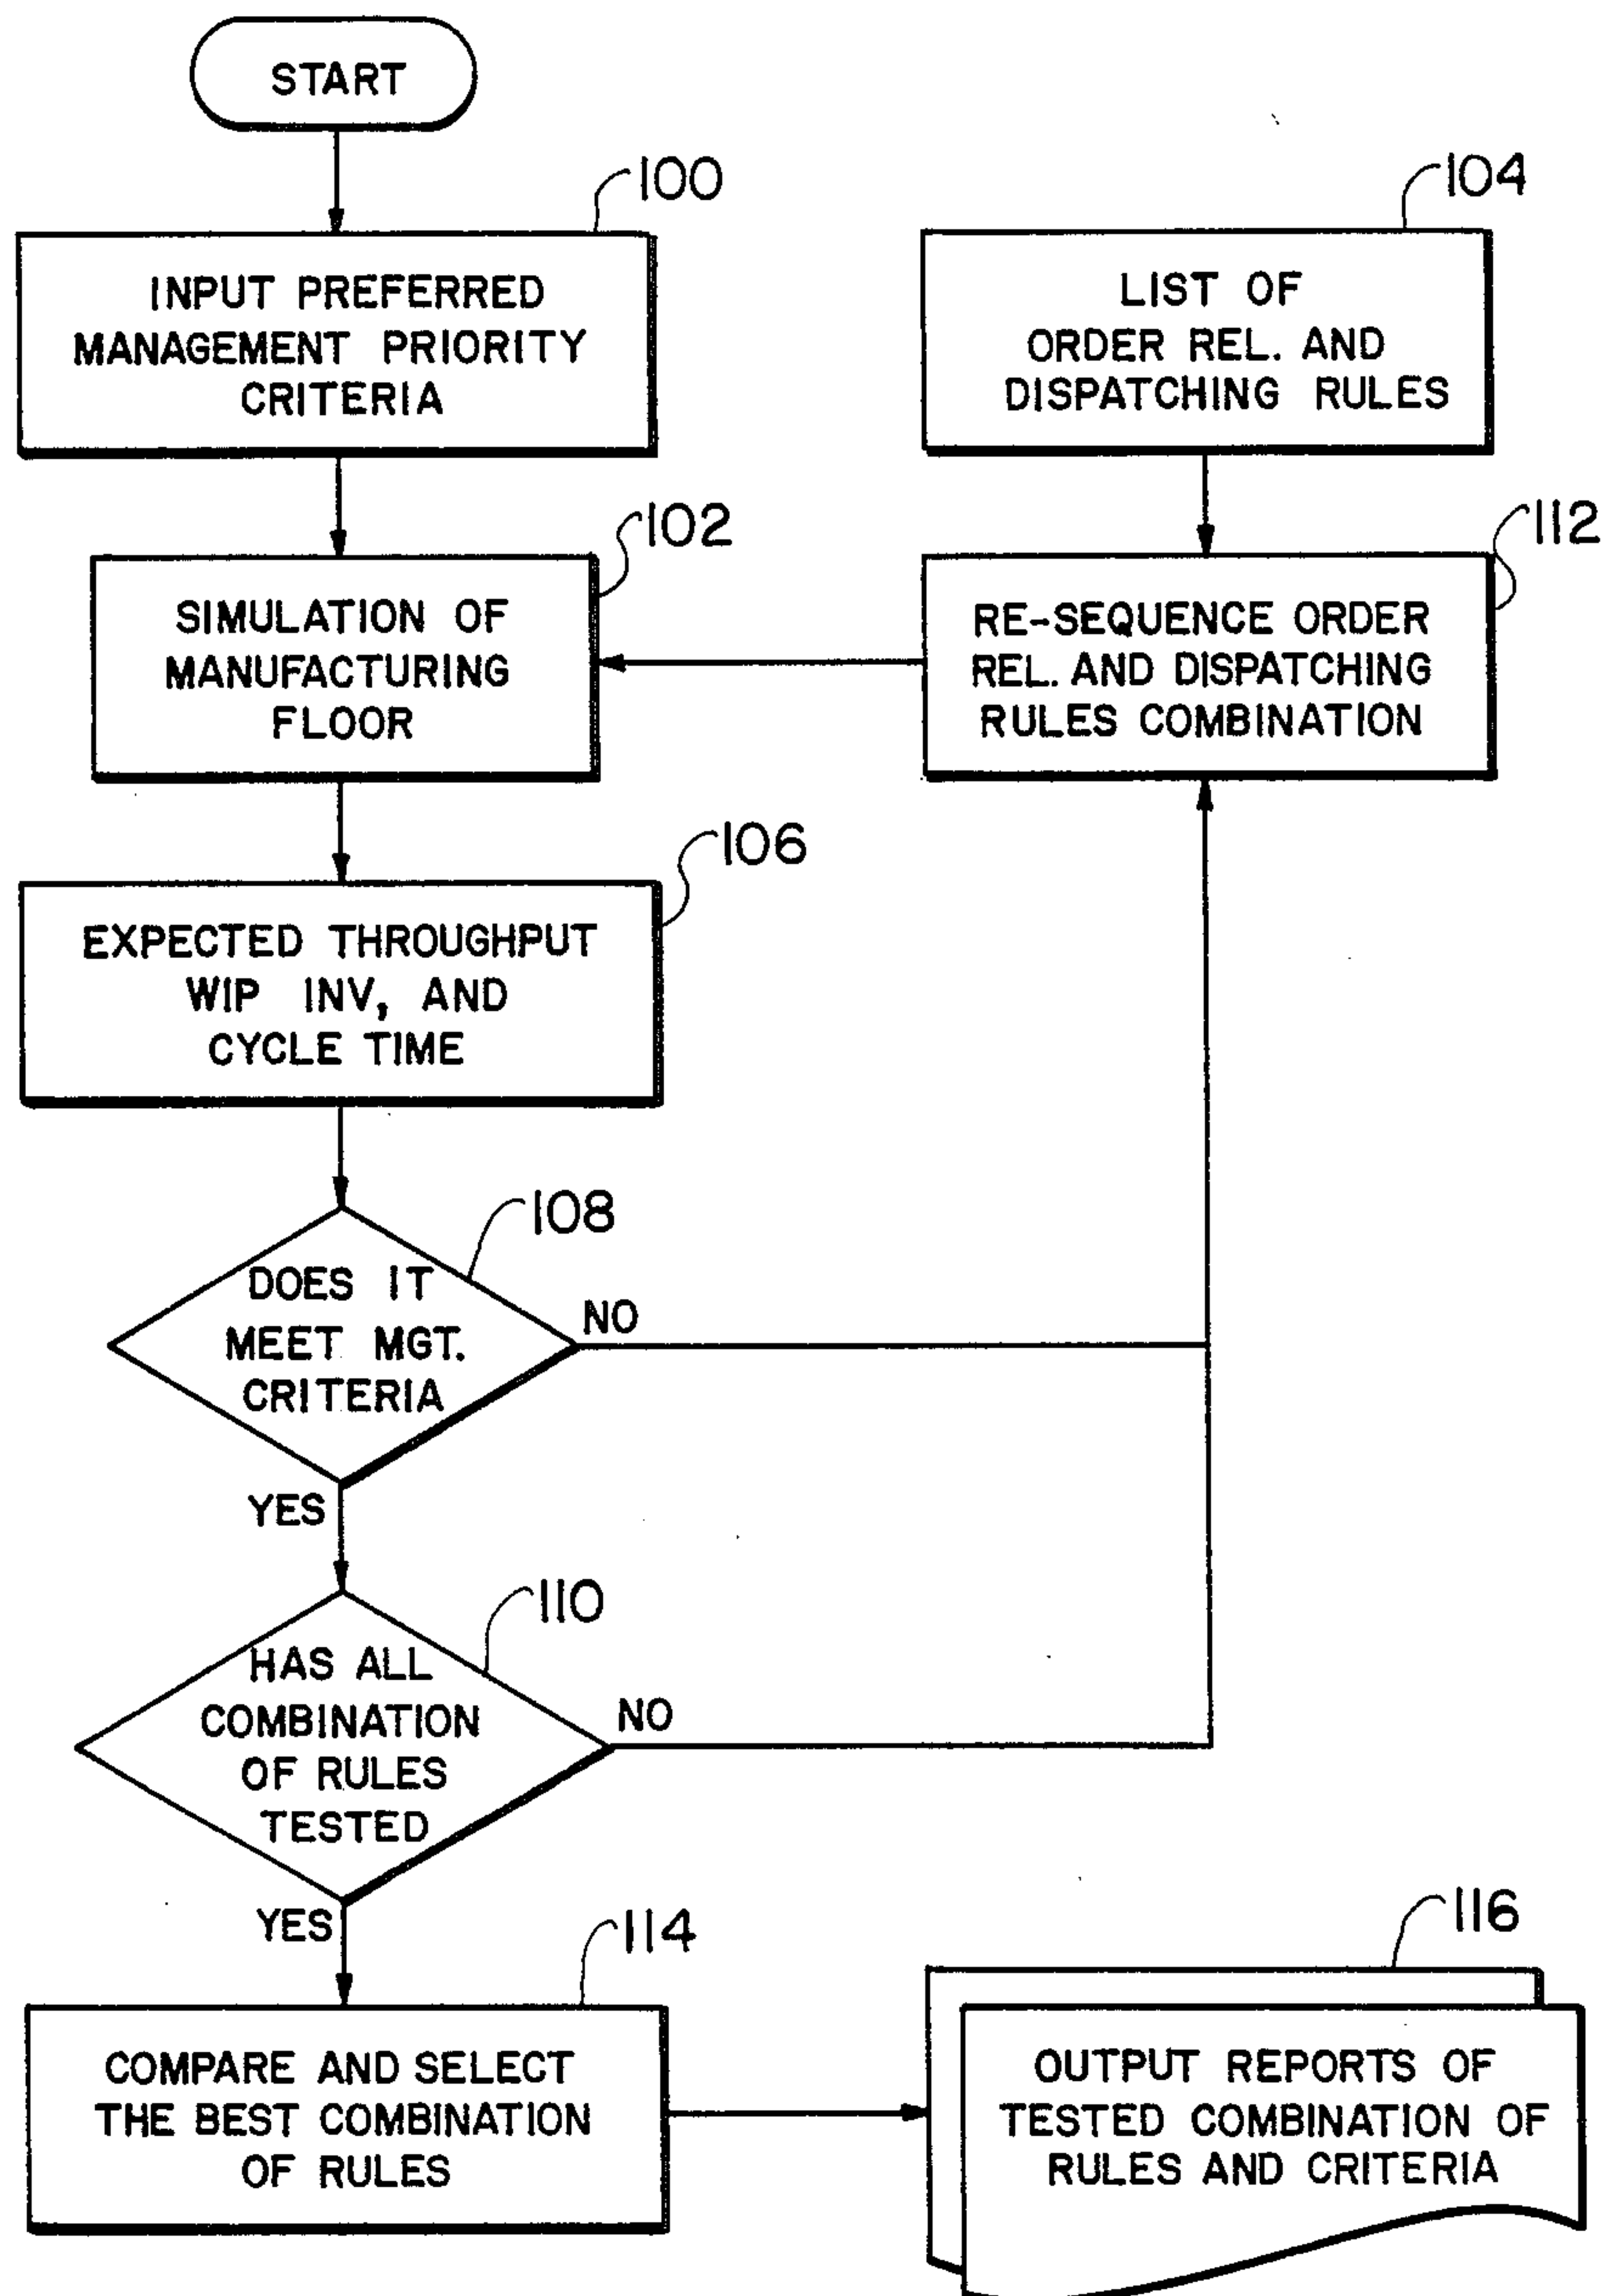 START
100
INPUT PREFERRED
MANAGEMENT PRIORITY
CRITERIA
104
LIST OF
ORDER REL. AND
DISPATCHING RULES
102
SIMULATION OF
MANUFACTURING
FLOOR
112
RE-SEQUENCE ORDER
REL. AND DISPATCHING
RULES COMBINATION
106
EXPECTED THROUGHPUT
WIP INV, AND
CYCLE TIME
108
DOES IT
MEET MGT.
CRITERIA
NO
YES
110
HAS ALL
COMBINATION
OF RULES
TESTED
NO
YES
114
COMPARE AND SELECT
THE BEST COMBINATION
OF RULES
116
OUTPUT REPORTS OF
TESTED COMBINATION OF
RULES AND CRITERIA